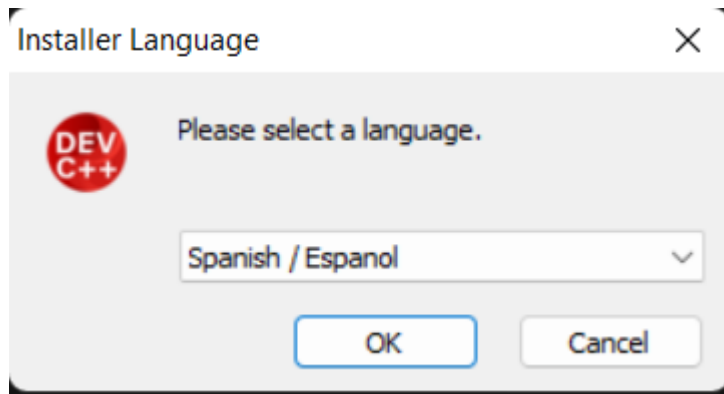 Installer Language
DEV
C++
Please select a language.
Spanish / Espanol
OK
Cancel